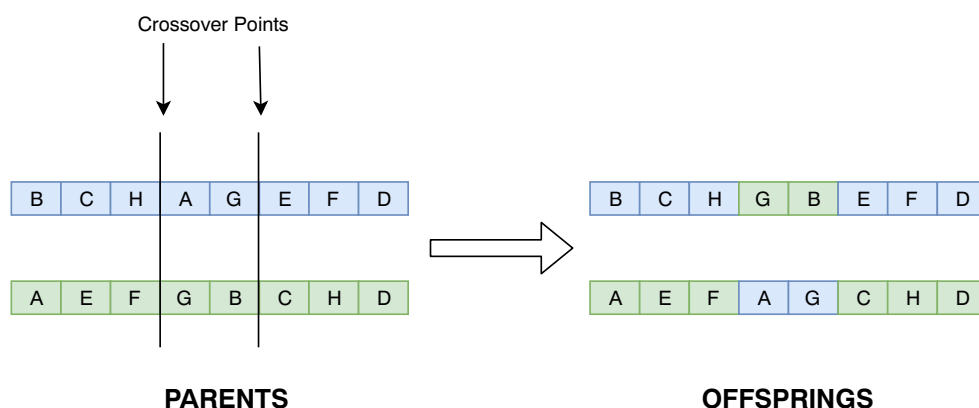 Crossover Points
B C H A G E F D
B C H G B E F D
A E F G B C H D
A E F A G C H D
PARENTS
OFFSPRINGS